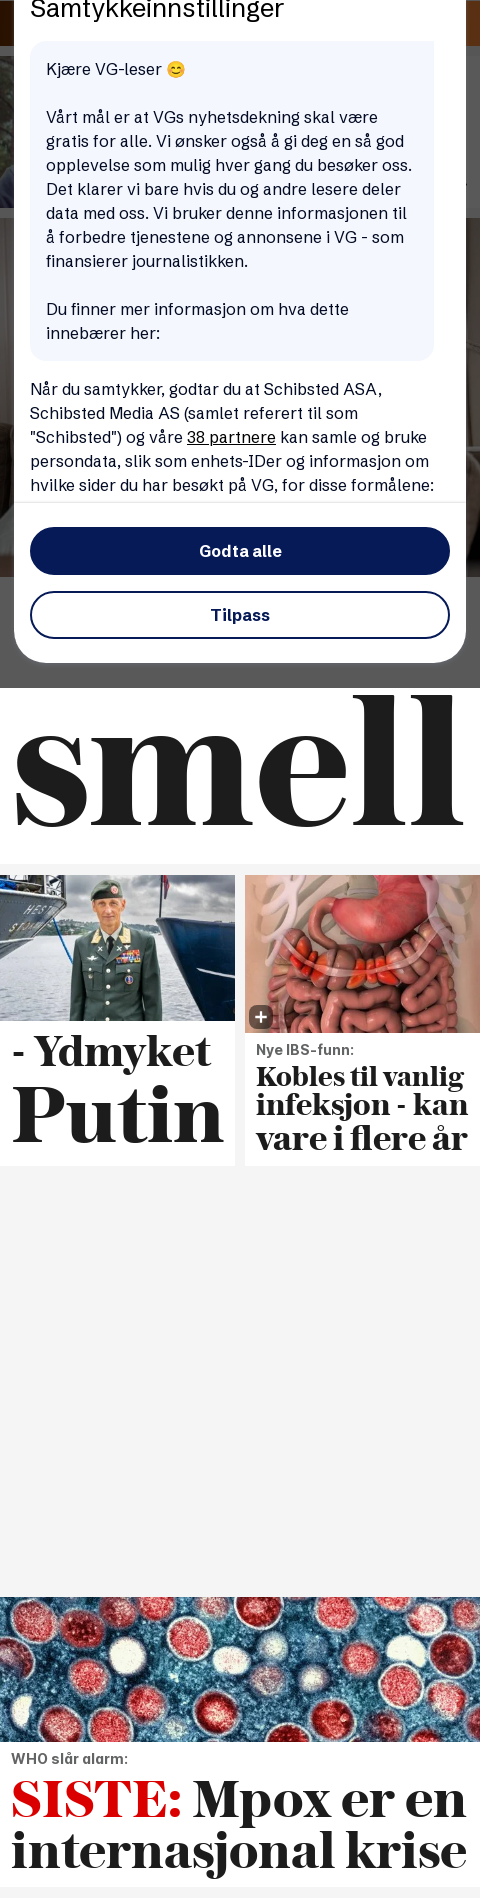 Samtykkeinnstillinger
Kjære VG-leser 😊
Vårt mål er at VGs nyhetsdekning skal være
gratis for alle. Vi ønsker også å gi deg en så god
opplevelse som mulig hver gang du besøker oss.
Det klarer vi bare hvis du og andre lesere deler
data med oss. Vi bruker denne informasjonen til
å forbedre tjenestene og annonsene i VG - som
finansierer journalistikken.
Du finner mer informasjon om hva dette
innebærer her:
Når du samtykker, godtar du at Schibsted ASA,
Schibsted Media AS (samlet referert til som
"Schibsted") og våre 38 partnere kan samle og bruke
persondata, slik som enhets-IDer og informasjon om
hvilke sider du har besøkt på VG, for disse formålene:
Godta alle
Tilpass
smell
- Ydmyket
Putin
Nye IBS-funn:
Kobles til vanlig
infeksjon - kan
vare i flere år
WHO slår alarm:
SISTE: Mpox er en
internasjonal krise